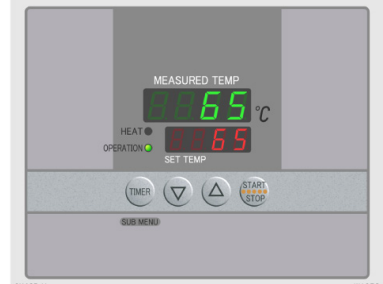 MEASURED TEMP
65 °C
HEAT
65
OPERATION
SET TEMP
TIMER
START
STOP
SUB MENU